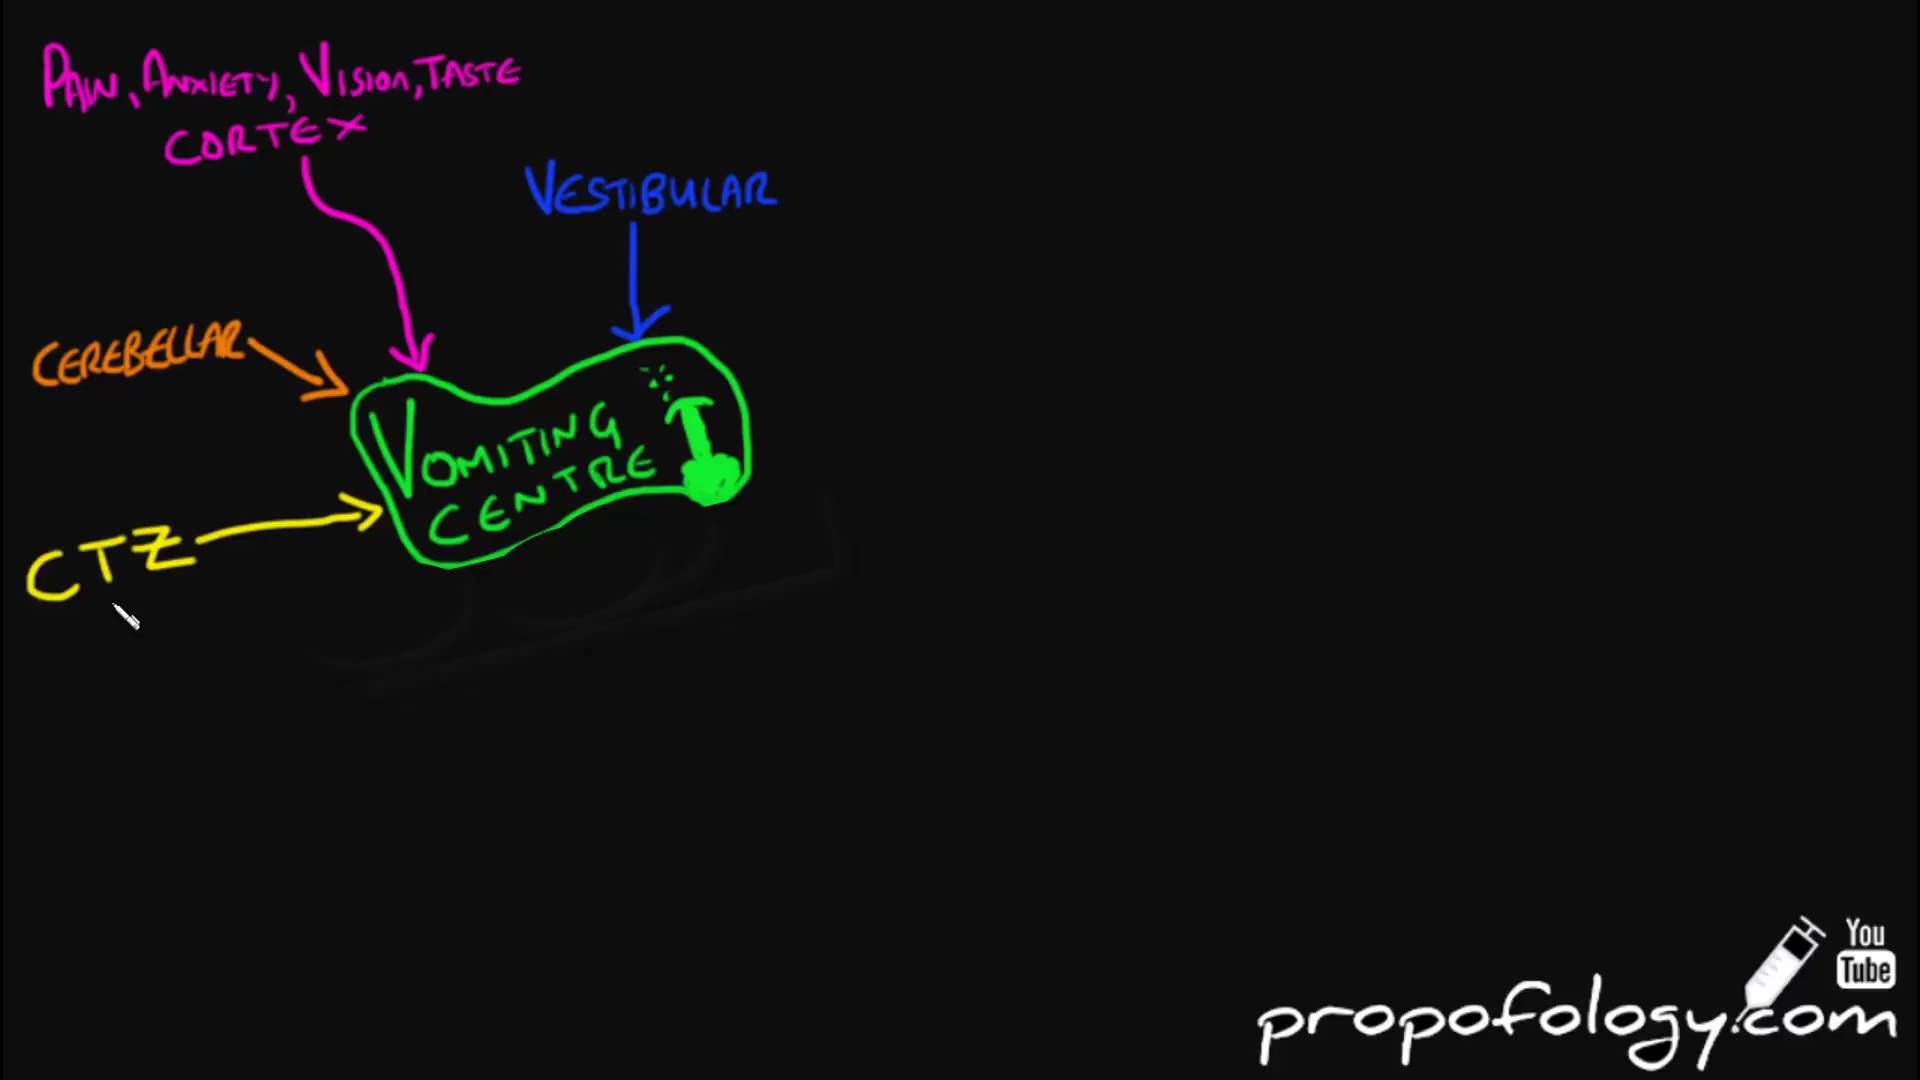 PAIN, ANXIETY, VISION, TASTE
CORTEX
VESTIBULAR
CEREBELLAR
VOMITING
CENTRE
CTZ
You
Tube
propofology.com